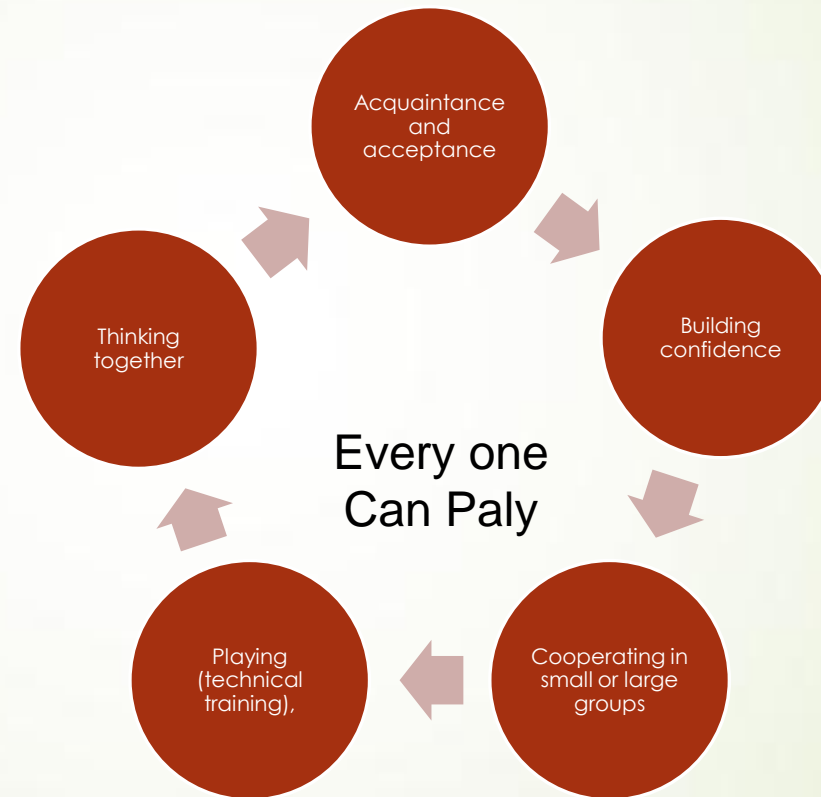 Acquaintance
and
acceptance
Building
confidence
Cooperating in
small or large
groups
Playing
(technical
training),
Thinking
together
Every one
Can Paly